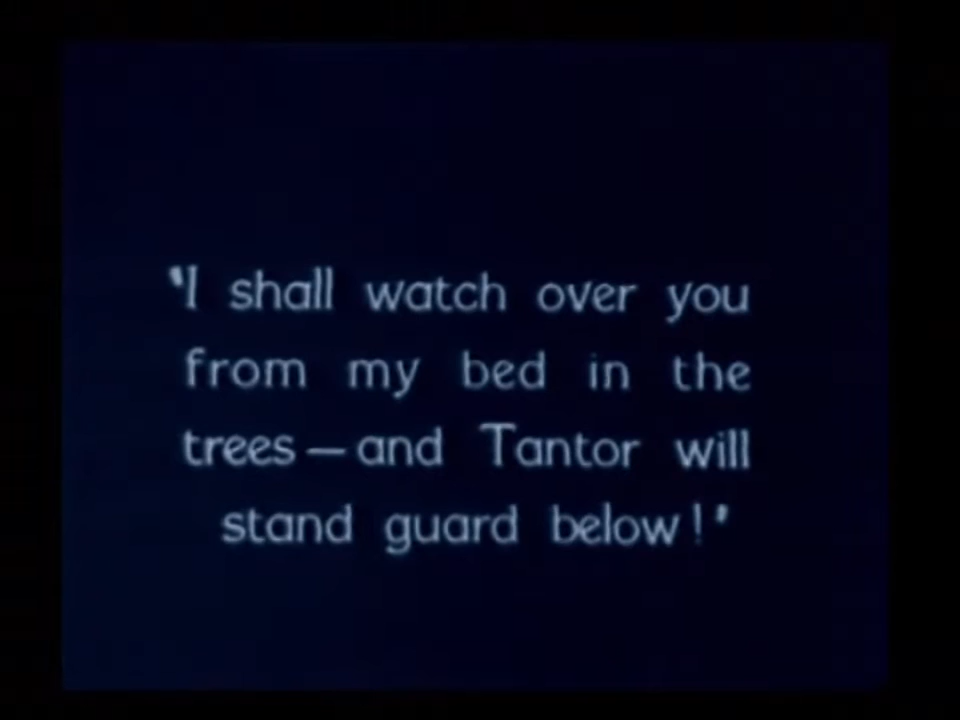 "I shall watch over you
from my bed in the
trees—and Tantor will
stand guard below!"